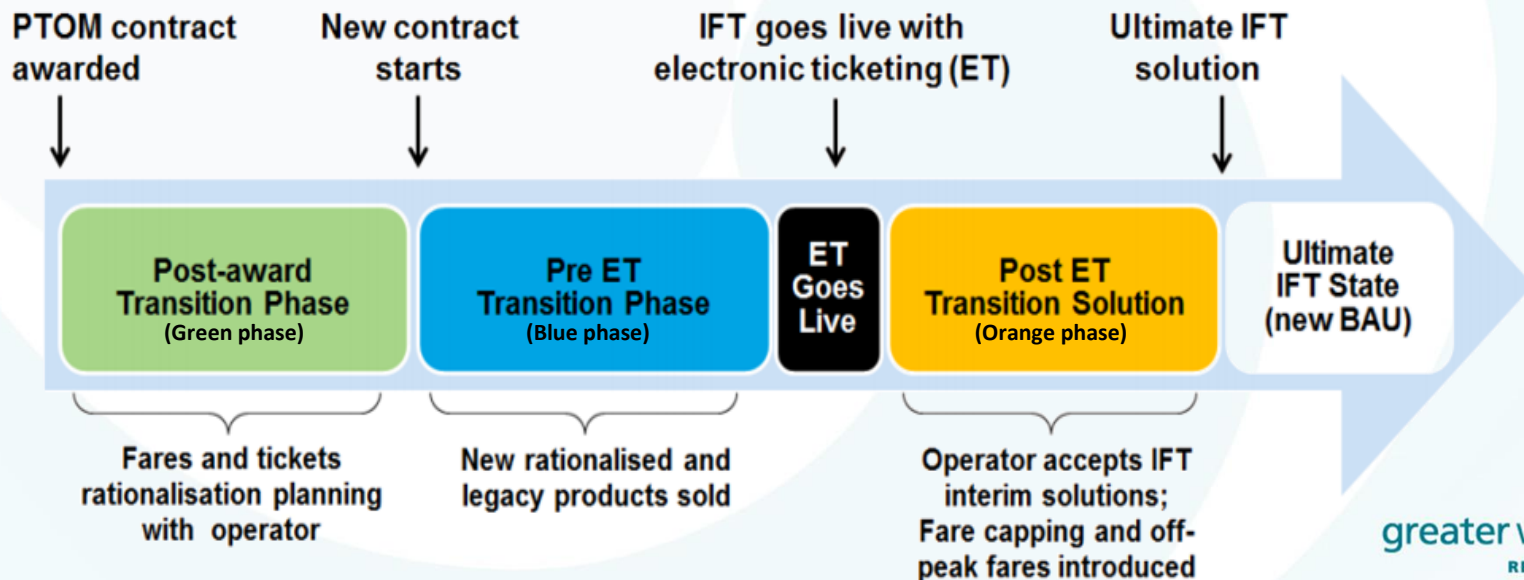 PTOM contract
awarded
New contract
starts
IFT goes live with
electronic ticketing (ET)
Ultimate IFT
solution
Post-award
Transition Phase
(Green phase)
Pre ET
Transition Phase
(Blue phase)
ET
Goes
Live
Post ET
Transition Solution
(Orange phase)
Ultimate
IFT State
(new BAU)
Fares and tickets
rationalisation planning
with operator
New rationalised and
legacy products sold
Operator accepts IFT
interim solutions;
Fare capping and off-
peak fares introduced
greater